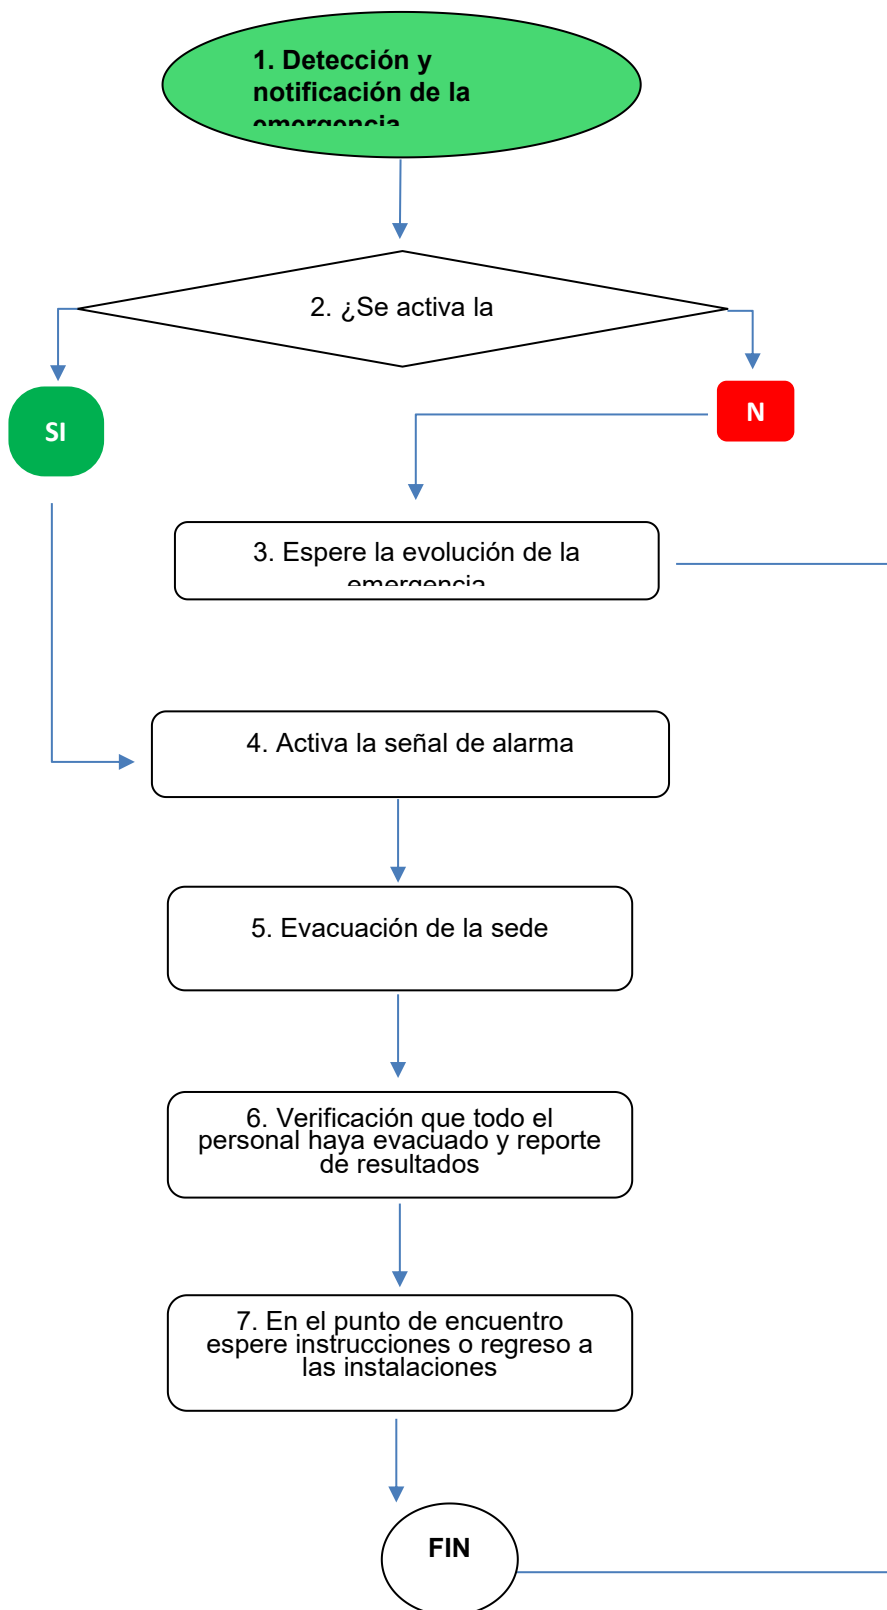 1. Detección y
notificación de la
emergencia
2. ¿Se activa la
SI
N
3. Espere la evolución de la
emergencia
4. Activa la señal de alarma
5. Evacuación de la sede
6. Verificación que todo el
personal haya evacuado y reporte
de resultados
7. En el punto de encuentro
espere instrucciones o regreso a
las instalaciones
FIN